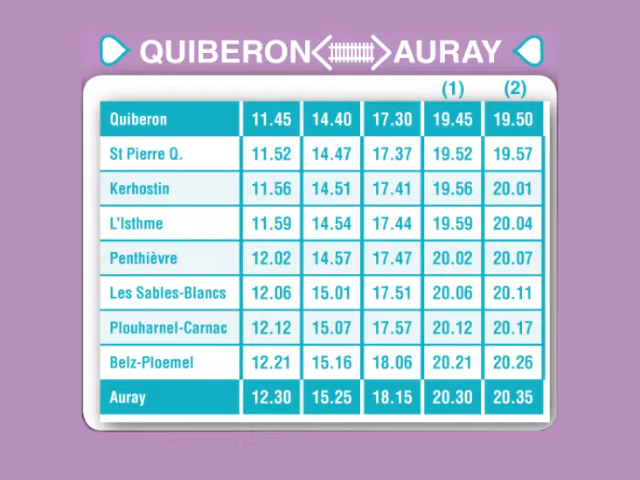 QUIBERON AURAY
(1) (2)
Quiberon 11.45 14.40 17.30 19.45 19.50
St Pierre Q. 11.52 14.47 17.37 19.52 19.57
Kerhostin 11.56 14.51 17.41 19.56 20.01
L'Isthme 11.59 14.54 17.44 19.59 20.04
Penthièvre 12.02 14.57 17.47 20.02 20.07
Les Sables-Blancs 12.06 15.01 17.51 20.06 20.11
Plouharnel-Carnac 12.12 15.07 17.57 20.12 20.17
Belz-Ploemel 12.21 15.16 18.06 20.21 20.26
Auray 12.30 15.25 18.15 20.30 20.35